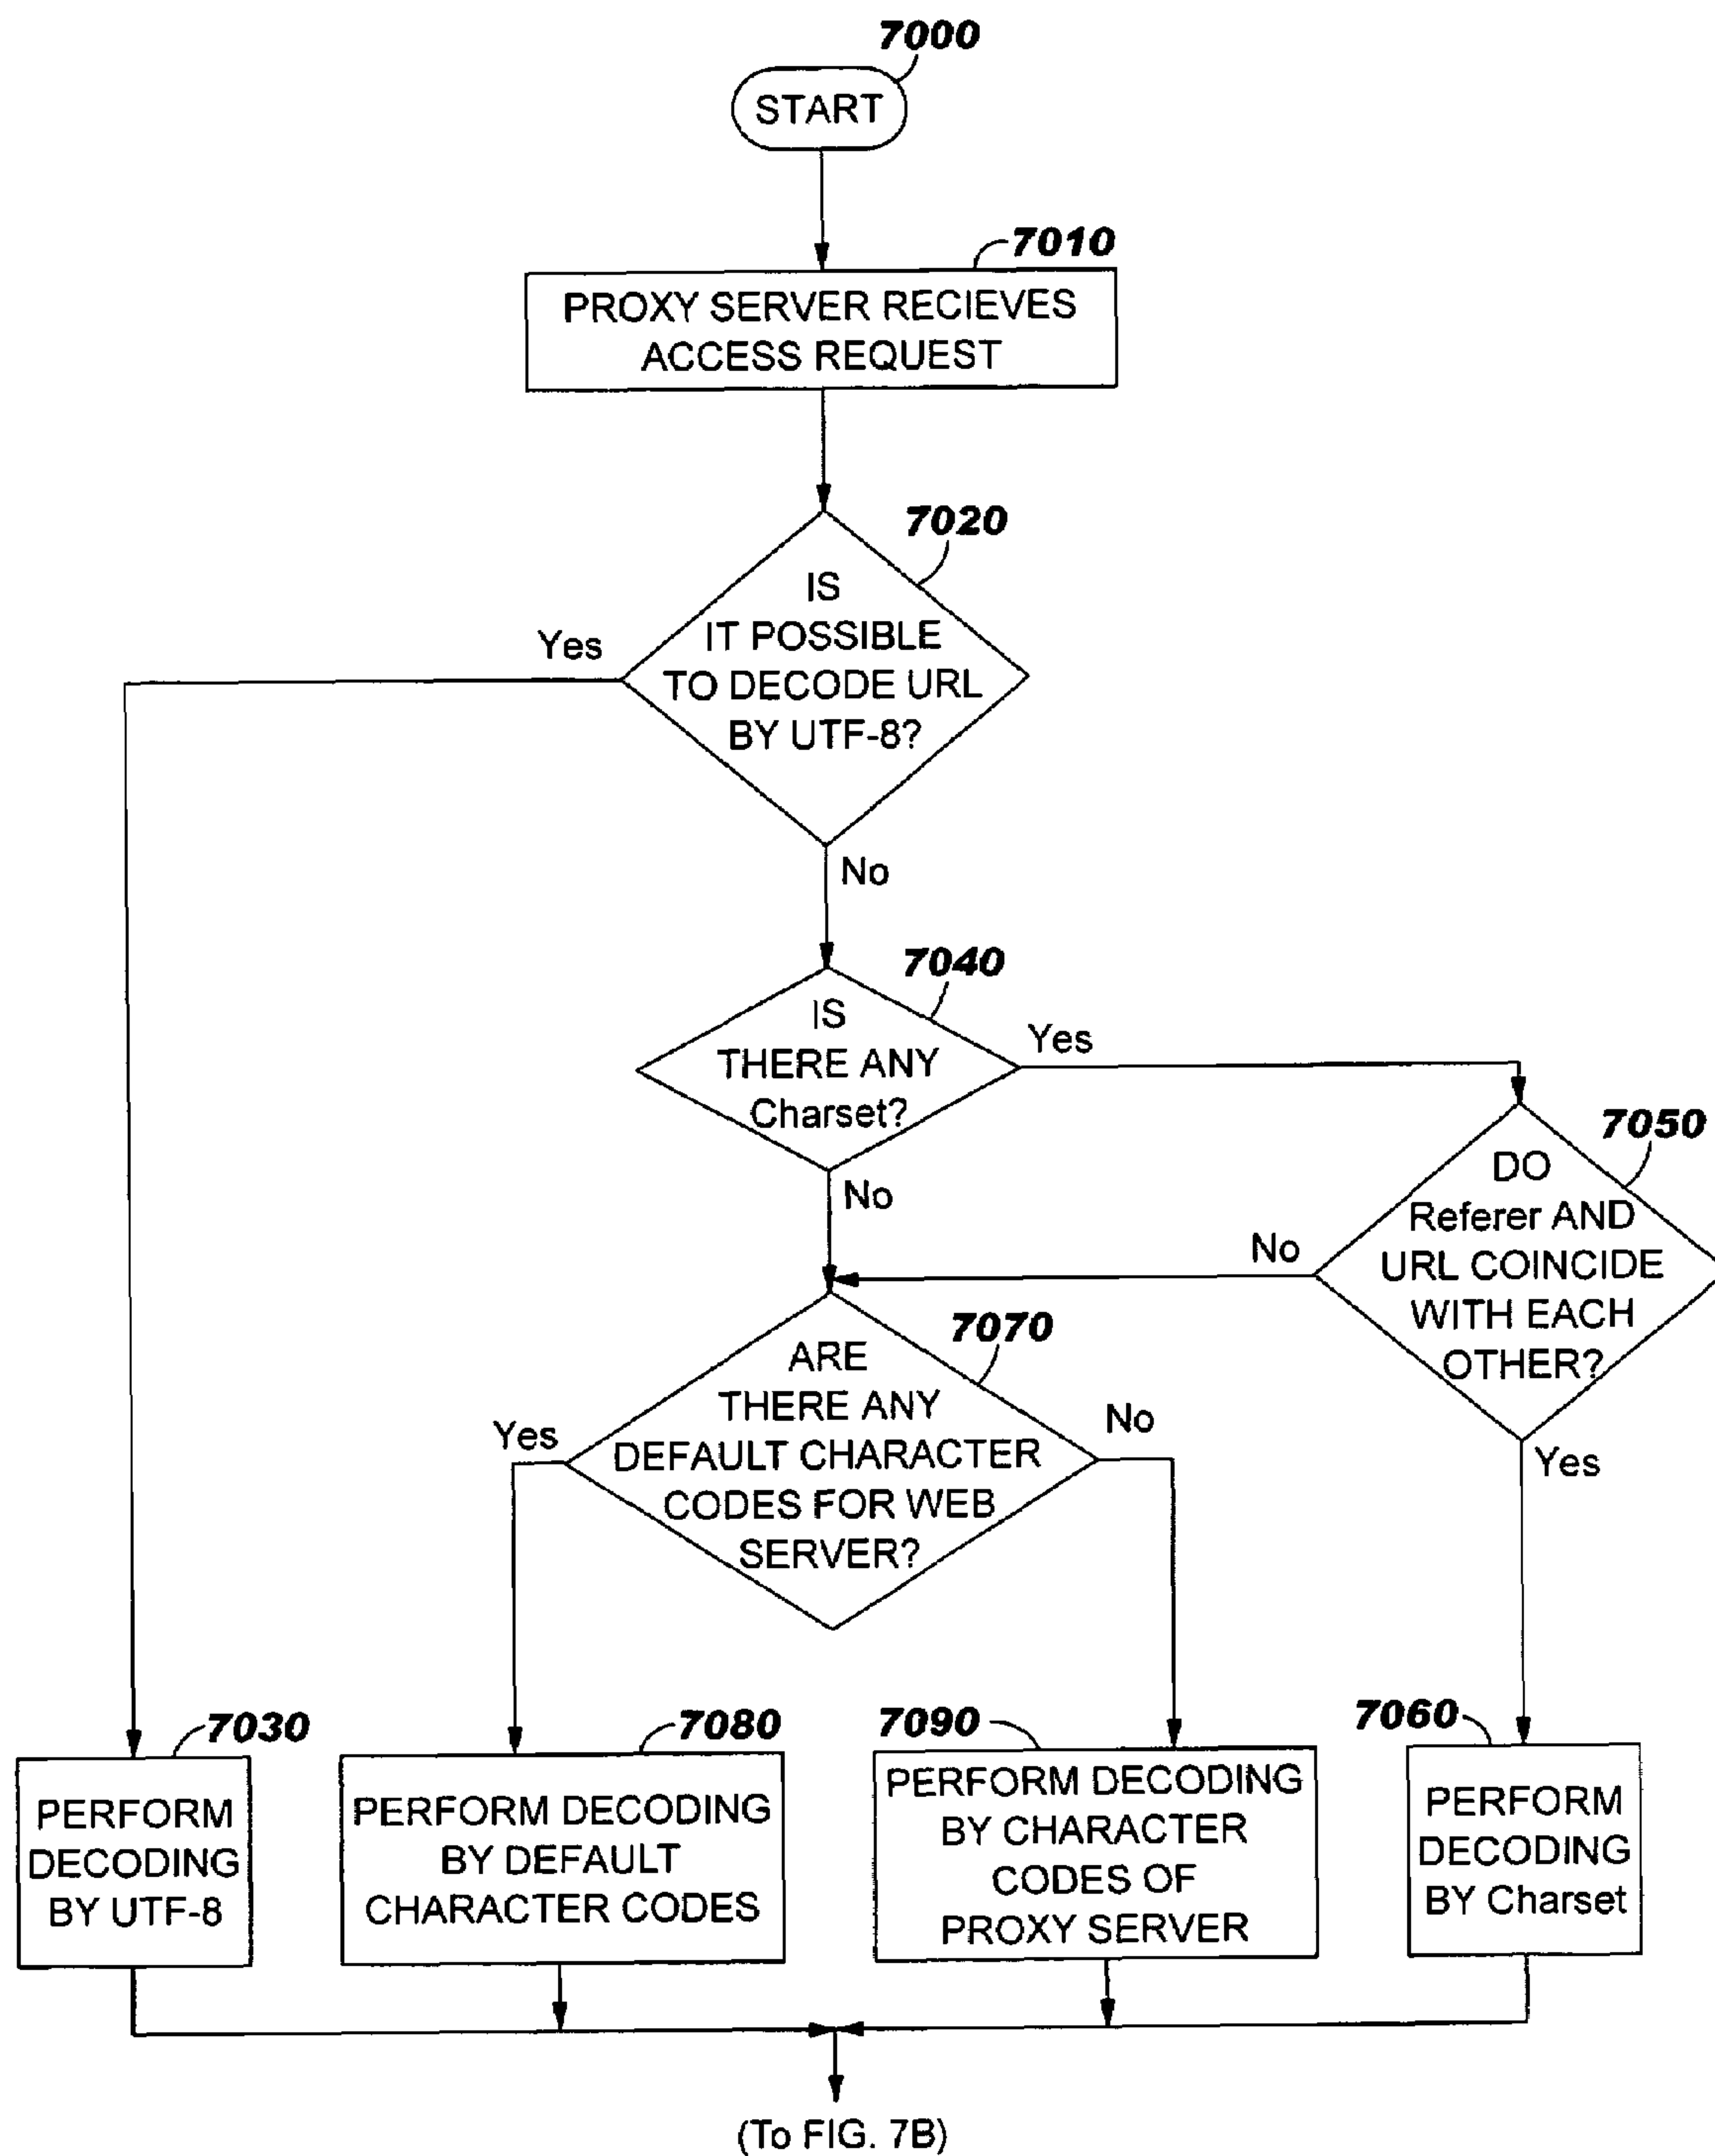 7000
START
7010
PROXY SERVER RECIEVES
ACCESS REQUEST
7020
IS
IT POSSIBLE
TO DECODE URL
BY UTF-8?
Yes
No
7040
IS
THERE ANY
Charset?
Yes
No
7050
DO
Referer AND
URL COINCIDE
WITH EACH
OTHER?
No
Yes
7070
ARE
THERE ANY
DEFAULT CHARACTER
CODES FOR WEB
SERVER?
Yes
No
7030
PERFORM
DECODING
BY UTF-8
7080
PERFORM DECODING
BY DEFAULT
CHARACTER CODES
7090
PERFORM DECODING
BY CHARACTER
CODES OF
PROXY SERVER
7060
PERFORM
DECODING
BY Charset
(To FIG. 7B)